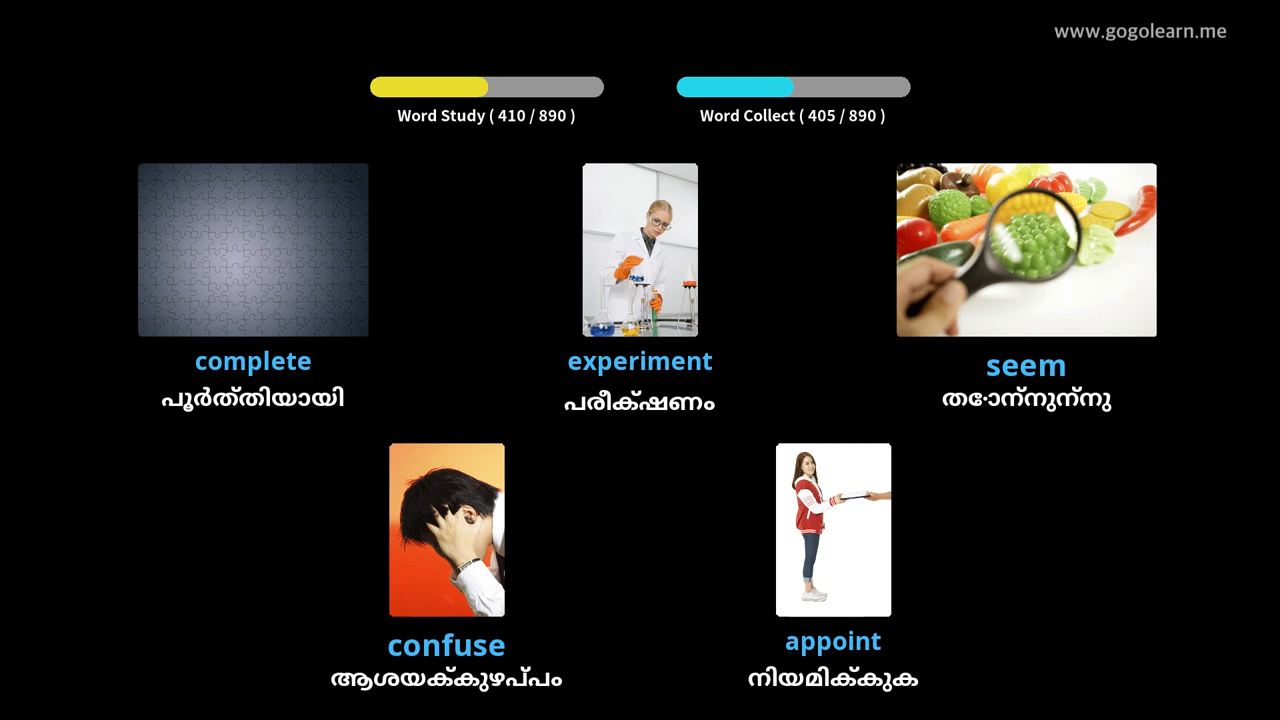 www.gogolearn.me
Word Study ( 410 / 890 )
Word Collect ( 405 / 890 )
complete
പൂർത്തിയായി
experiment
പരീക്ഷണം
seem
തോന്നുന്നു
confuse
ആശയക്കുഴപ്പം
appoint
നിയമിക്കുക